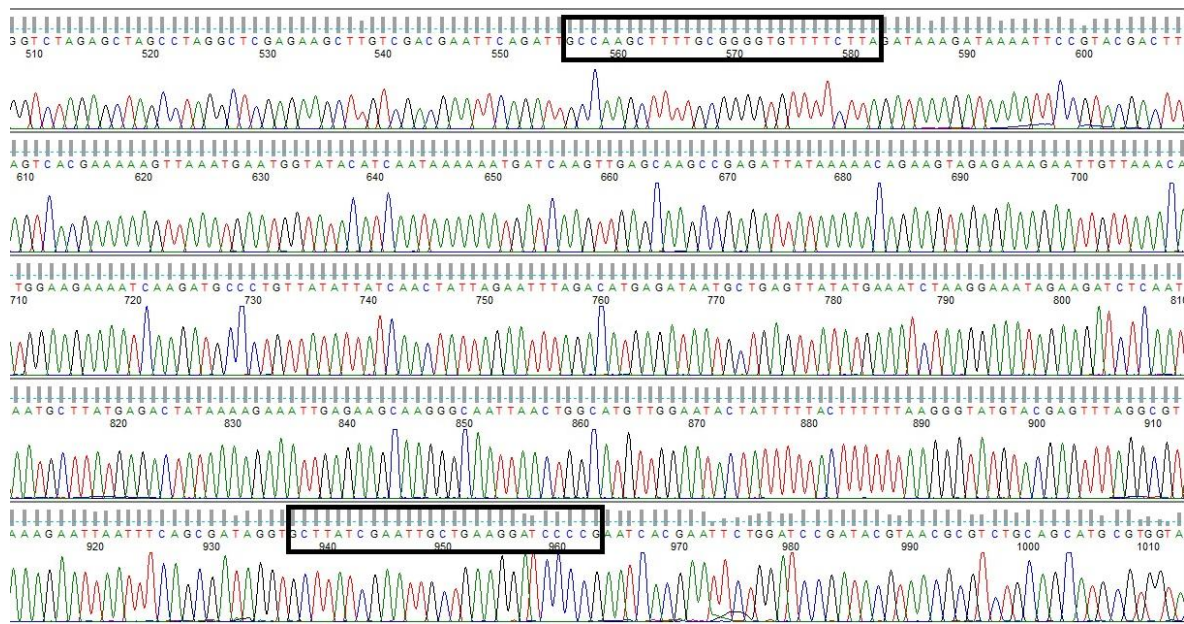 GGTCTAGAGCTAGCCTAGGCTCGAGAAGCTTGTCGACGAATTCAGATTGCCAAGCTTTTGCGGGGTGTTTTCTTAGATAAAGATAAAATTCCGTACGACTT
510 520 530 540 550 560 570 580 590 600
AGTCACGAAAAAGTTAAATGAATGGTATACATCAATAAAAAATGATCAAGTTGAGCAAGCCGAGATTATAAAAACAGAAGTAGAGAAAGAATTGTTAAACA
610 620 630 640 650 660 670 680 690 700
TGGAAGAAAATCAAGATGCCCTGTTATATTATCAACTATTAGAATTTAGACATGAGATAATGCTGAGTTATATGAAATCTAAGGAAATAGAAGATCTCAAT
710 720 730 740 750 760 770 780 790 800 810
AATGCTTATGAGACTATAAAAGAAATTGAGAAGCAAGGGCAATTAACTGGCATGTTGGAATACTATTTTTACTTTTTTAAGGGTATGTACGAGTTTAGGCGT
820 830 840 850 860 870 880 890 900 910
AAAGAATTAATTTCAGCGATAGGTGCTTATCGAATTGCTGAAGGATCCCCGAATCACGAATTCTGGATCCGATACGTAACGCGTCTGCAGCATGCGTGGTA
920 930 940 950 960 970 980 990 1000 1010